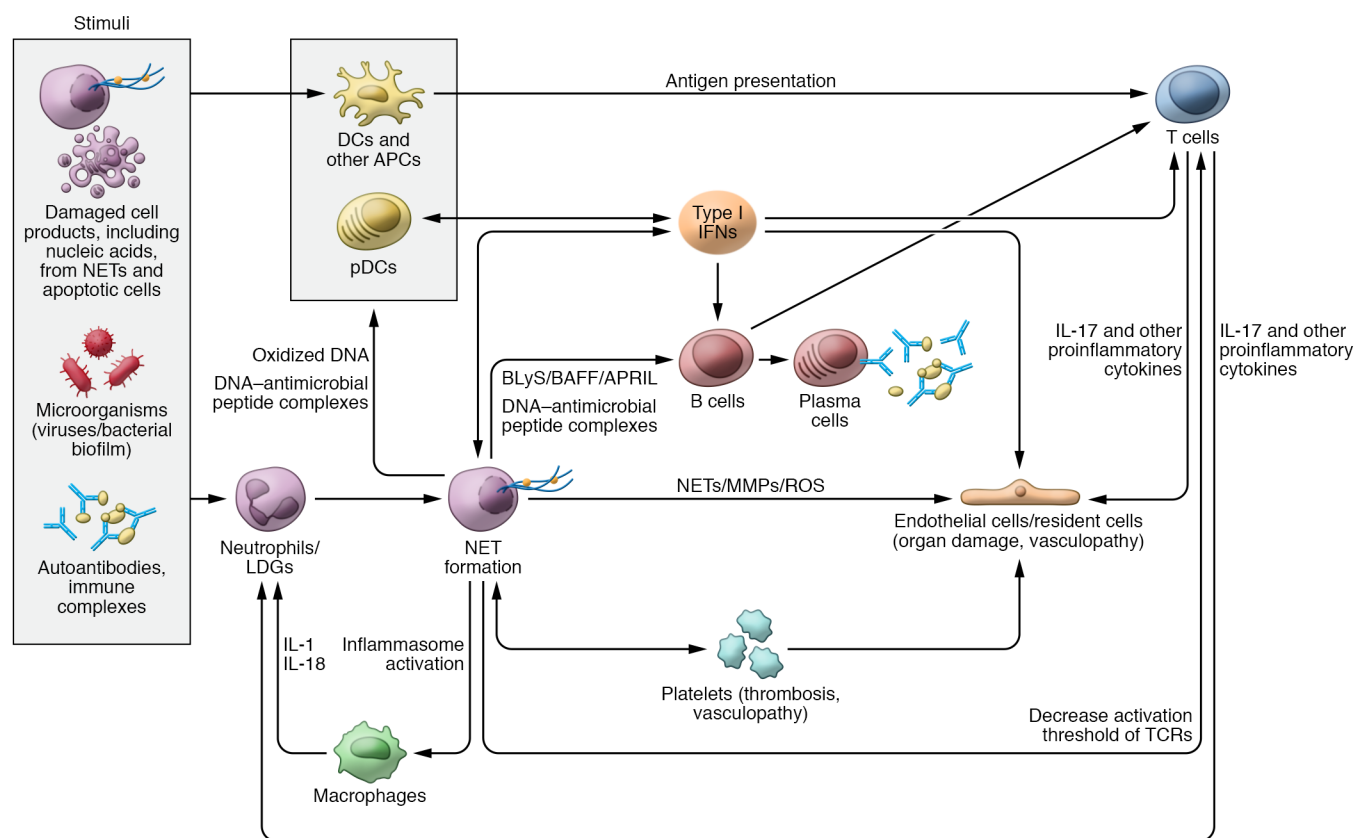 Stimuli
Damaged cell
products, including
nucleic acids,
from NETs and
apoptotic cells
Microorganisms
(viruses/bacterial
biofilm)
Autoantibodies,
immune
complexes
DCs and
other APCs
pDCs
Antigen presentation
T cells
Type I
IFNs
Oxidized DNA
DNA–antimicrobial
peptide complexes
BLyS/BAFF/APRIL
DNA–antimicrobial
peptide complexes
B cells
Plasma
cells
IL-17 and other
proinflammatory
cytokines
IL-17 and other
proinflammatory
cytokines
Neutrophils/
LDGs
NET
formation
NETs/MMPs/ROS
Endothelial cells/resident cells
(organ damage, vasculopathy)
IL-1
IL-18
Inflammasome
activation
Platelets (thrombosis,
vasculopathy)
Decrease activation
threshold of TCRs
Macrophages